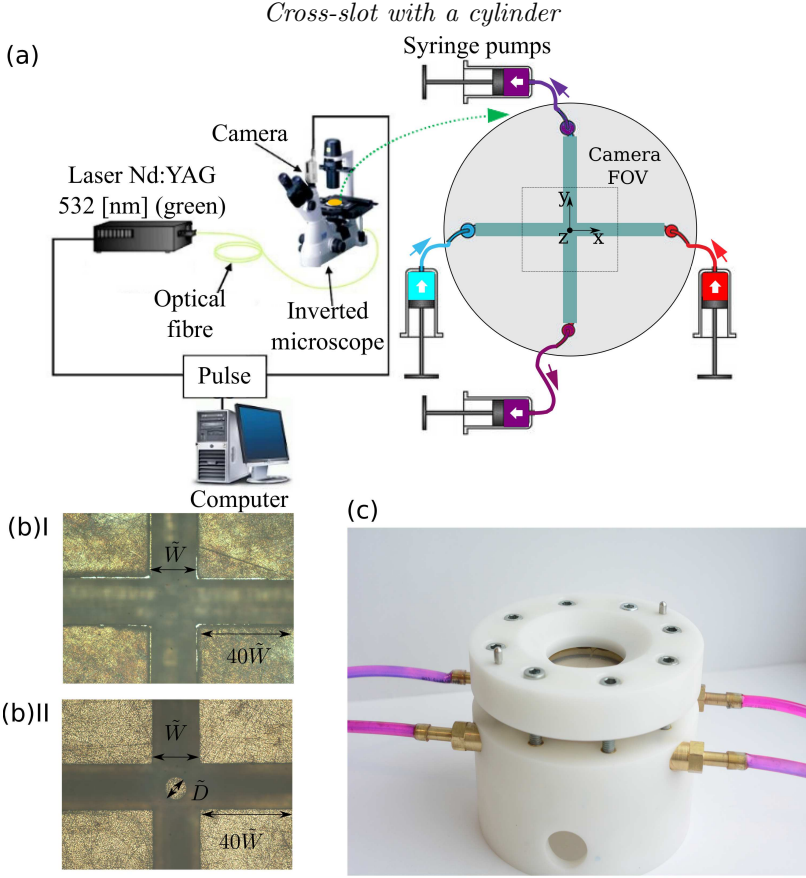 Cross-slot with a cylinder
(a)
Syringe pumps
Camera
Laser Nd:YAG
532 [nm] (green)
Camera
FOV
y
z
x
Optical
fibre
Inverted
microscope
Pulse
Computer
(b)I
W̃
40W̃
(b)II
W̃
D̃
40W̃
(c)